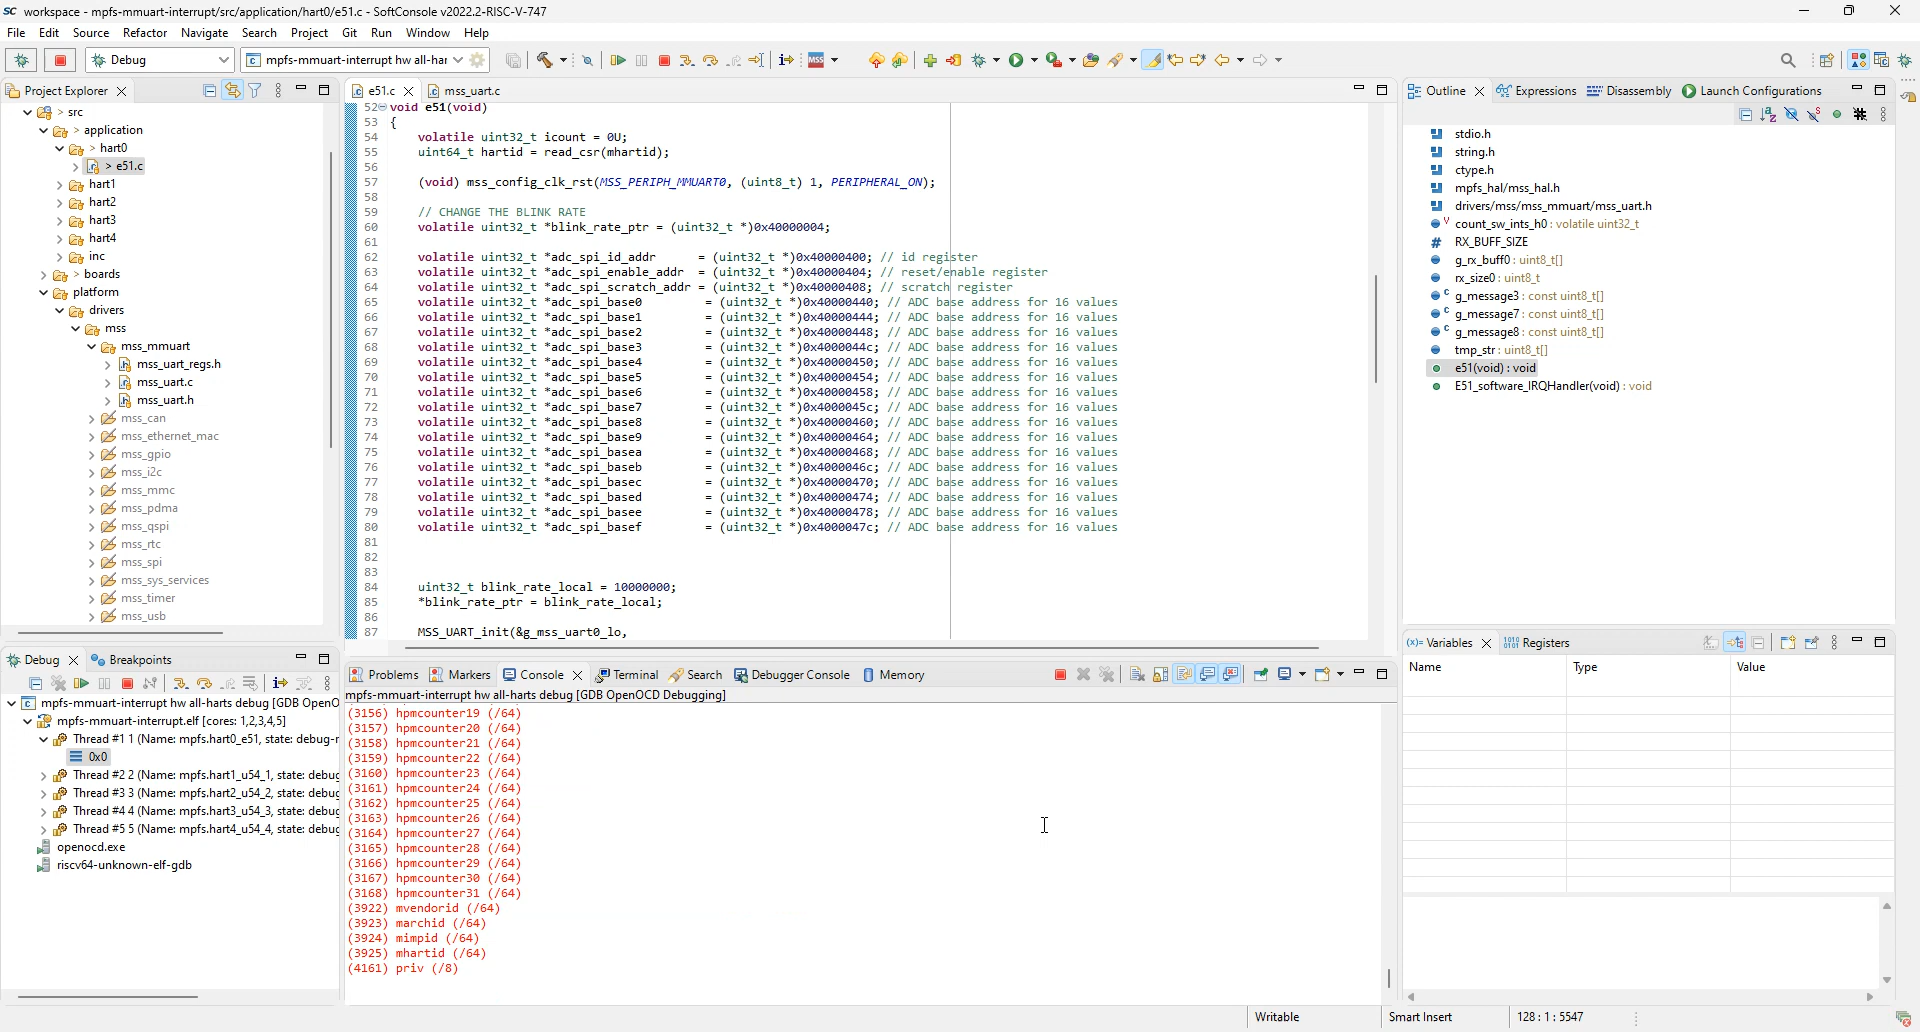 SC workspace - mpfs-mmuart-interrupt/src/application/hart0/e51.c - SoftConsole v2022.2-RISC-V-747
File Edit Source Refactor Navigate Search Project Git Run Window Help
Debug
mpfs-mmuart-interrupt hw all-har
Project Explorer
> src
> application
> hart0
> e51.c
hart1
hart2
hart3
hart4
inc
> boards
platform
drivers
mss
mss_mmuart
mss_uart_regs.h
mss_uart.c
mss_uart.h
mss_can
mss_ethernet_mac
mss_gpio
mss_i2c
mss_mmc
mss_pdma
mss_qspi
mss_rtc
mss_spi
mss_sys_services
mss_timer
mss_usb
e51.c mss_uart.c
52 void e51(void)
53 {
54 volatile uint32_t icount = 0U;
55 uint64_t hartid = read_csr(mhartid);
56
57 (void) mss_config_clk_rst(MSS_PERIPH_MMUART0, (uint8_t) 1, PERIPHERAL_ON);
58
59 // CHANGE THE BLINK RATE
60 volatile uint32_t *blink_rate_ptr = (uint32_t *)0x40000004;
61
62 volatile uint32_t *adc_spi_id_addr = (uint32_t *)0x40000400; // id register
63 volatile uint32_t *adc_spi_enable_addr = (uint32_t *)0x40000404; // reset/enable register
64 volatile uint32_t *adc_spi_scratch_addr = (uint32_t *)0x40000408; // scratch register
65 volatile uint32_t *adc_spi_base0 = (uint32_t *)0x40000440; // ADC base address for 16 values
66 volatile uint32_t *adc_spi_base1 = (uint32_t *)0x40000444; // ADC base address for 16 values
67 volatile uint32_t *adc_spi_base2 = (uint32_t *)0x40000448; // ADC base address for 16 values
68 volatile uint32_t *adc_spi_base3 = (uint32_t *)0x4000044c; // ADC base address for 16 values
69 volatile uint32_t *adc_spi_base4 = (uint32_t *)0x40000450; // ADC base address for 16 values
70 volatile uint32_t *adc_spi_base5 = (uint32_t *)0x40000454; // ADC base address for 16 values
71 volatile uint32_t *adc_spi_base6 = (uint32_t *)0x40000458; // ADC base address for 16 values
72 volatile uint32_t *adc_spi_base7 = (uint32_t *)0x4000045c; // ADC base address for 16 values
73 volatile uint32_t *adc_spi_base8 = (uint32_t *)0x40000460; // ADC base address for 16 values
74 volatile uint32_t *adc_spi_base9 = (uint32_t *)0x40000464; // ADC base address for 16 values
75 volatile uint32_t *adc_spi_basea = (uint32_t *)0x40000468; // ADC base address for 16 values
76 volatile uint32_t *adc_spi_baseb = (uint32_t *)0x4000046c; // ADC base address for 16 values
77 volatile uint32_t *adc_spi_basec = (uint32_t *)0x40000470; // ADC base address for 16 values
78 volatile uint32_t *adc_spi_based = (uint32_t *)0x40000474; // ADC base address for 16 values
79 volatile uint32_t *adc_spi_basee = (uint32_t *)0x40000478; // ADC base address for 16 values
80 volatile uint32_t *adc_spi_basef = (uint32_t *)0x4000047c; // ADC base address for 16 values
81
82
83
84 uint32_t blink_rate_local = 10000000;
85 *blink_rate_ptr = blink_rate_local;
86
87 MSS_UART_init(&g_mss_uart0_lo,
Outline Expressions Disassembly Launch Configurations
stdio.h
string.h
ctype.h
mpfs_hal/mss_hal.h
drivers/mss/mss_mmuart/mss_uart.h
count_sw_ints_h0 : volatile uint32_t
RX_BUFF_SIZE
g_rx_buff0 : uint8_t[]
rx_size0 : uint8_t
g_message3 : const uint8_t[]
g_message7 : const uint8_t[]
g_message8 : const uint8_t[]
tmp_str : uint8_t[]
e51(void) : void
E51_software_IRQHandler(void) : void
Debug Breakpoints
mpfs-mmuart-interrupt hw all-harts debug [GDB OpenO
mpfs-mmuart-interrupt.elf [cores: 1,2,3,4,5]
Thread #1 1 (Name: mpfs.hart0_e51, state: debug-r
0x0
Thread #2 2 (Name: mpfs.hart1_u54_1, state: debug
Thread #3 3 (Name: mpfs.hart2_u54_2, state: debug
Thread #4 4 (Name: mpfs.hart3_u54_3, state: debug
Thread #5 5 (Name: mpfs.hart4_u54_4, state: debug
openocd.exe
riscv64-unknown-elf-gdb
Problems Markers Console Terminal Search Debugger Console Memory
mpfs-mmuart-interrupt hw all-harts debug [GDB OpenOCD Debugging]
(3156) hpmcounter19 (/64)
(3157) hpmcounter20 (/64)
(3158) hpmcounter21 (/64)
(3159) hpmcounter22 (/64)
(3160) hpmcounter23 (/64)
(3161) hpmcounter24 (/64)
(3162) hpmcounter25 (/64)
(3163) hpmcounter26 (/64)
(3164) hpmcounter27 (/64)
(3165) hpmcounter28 (/64)
(3166) hpmcounter29 (/64)
(3167) hpmcounter30 (/64)
(3168) hpmcounter31 (/64)
(3922) mvendorid (/64)
(3923) marchid (/64)
(3924) mimpid (/64)
(3925) mhartid (/64)
(4161) priv (/8)
Variables Registers
Name Type Value
Writable Smart Insert 128 : 1 : 5547